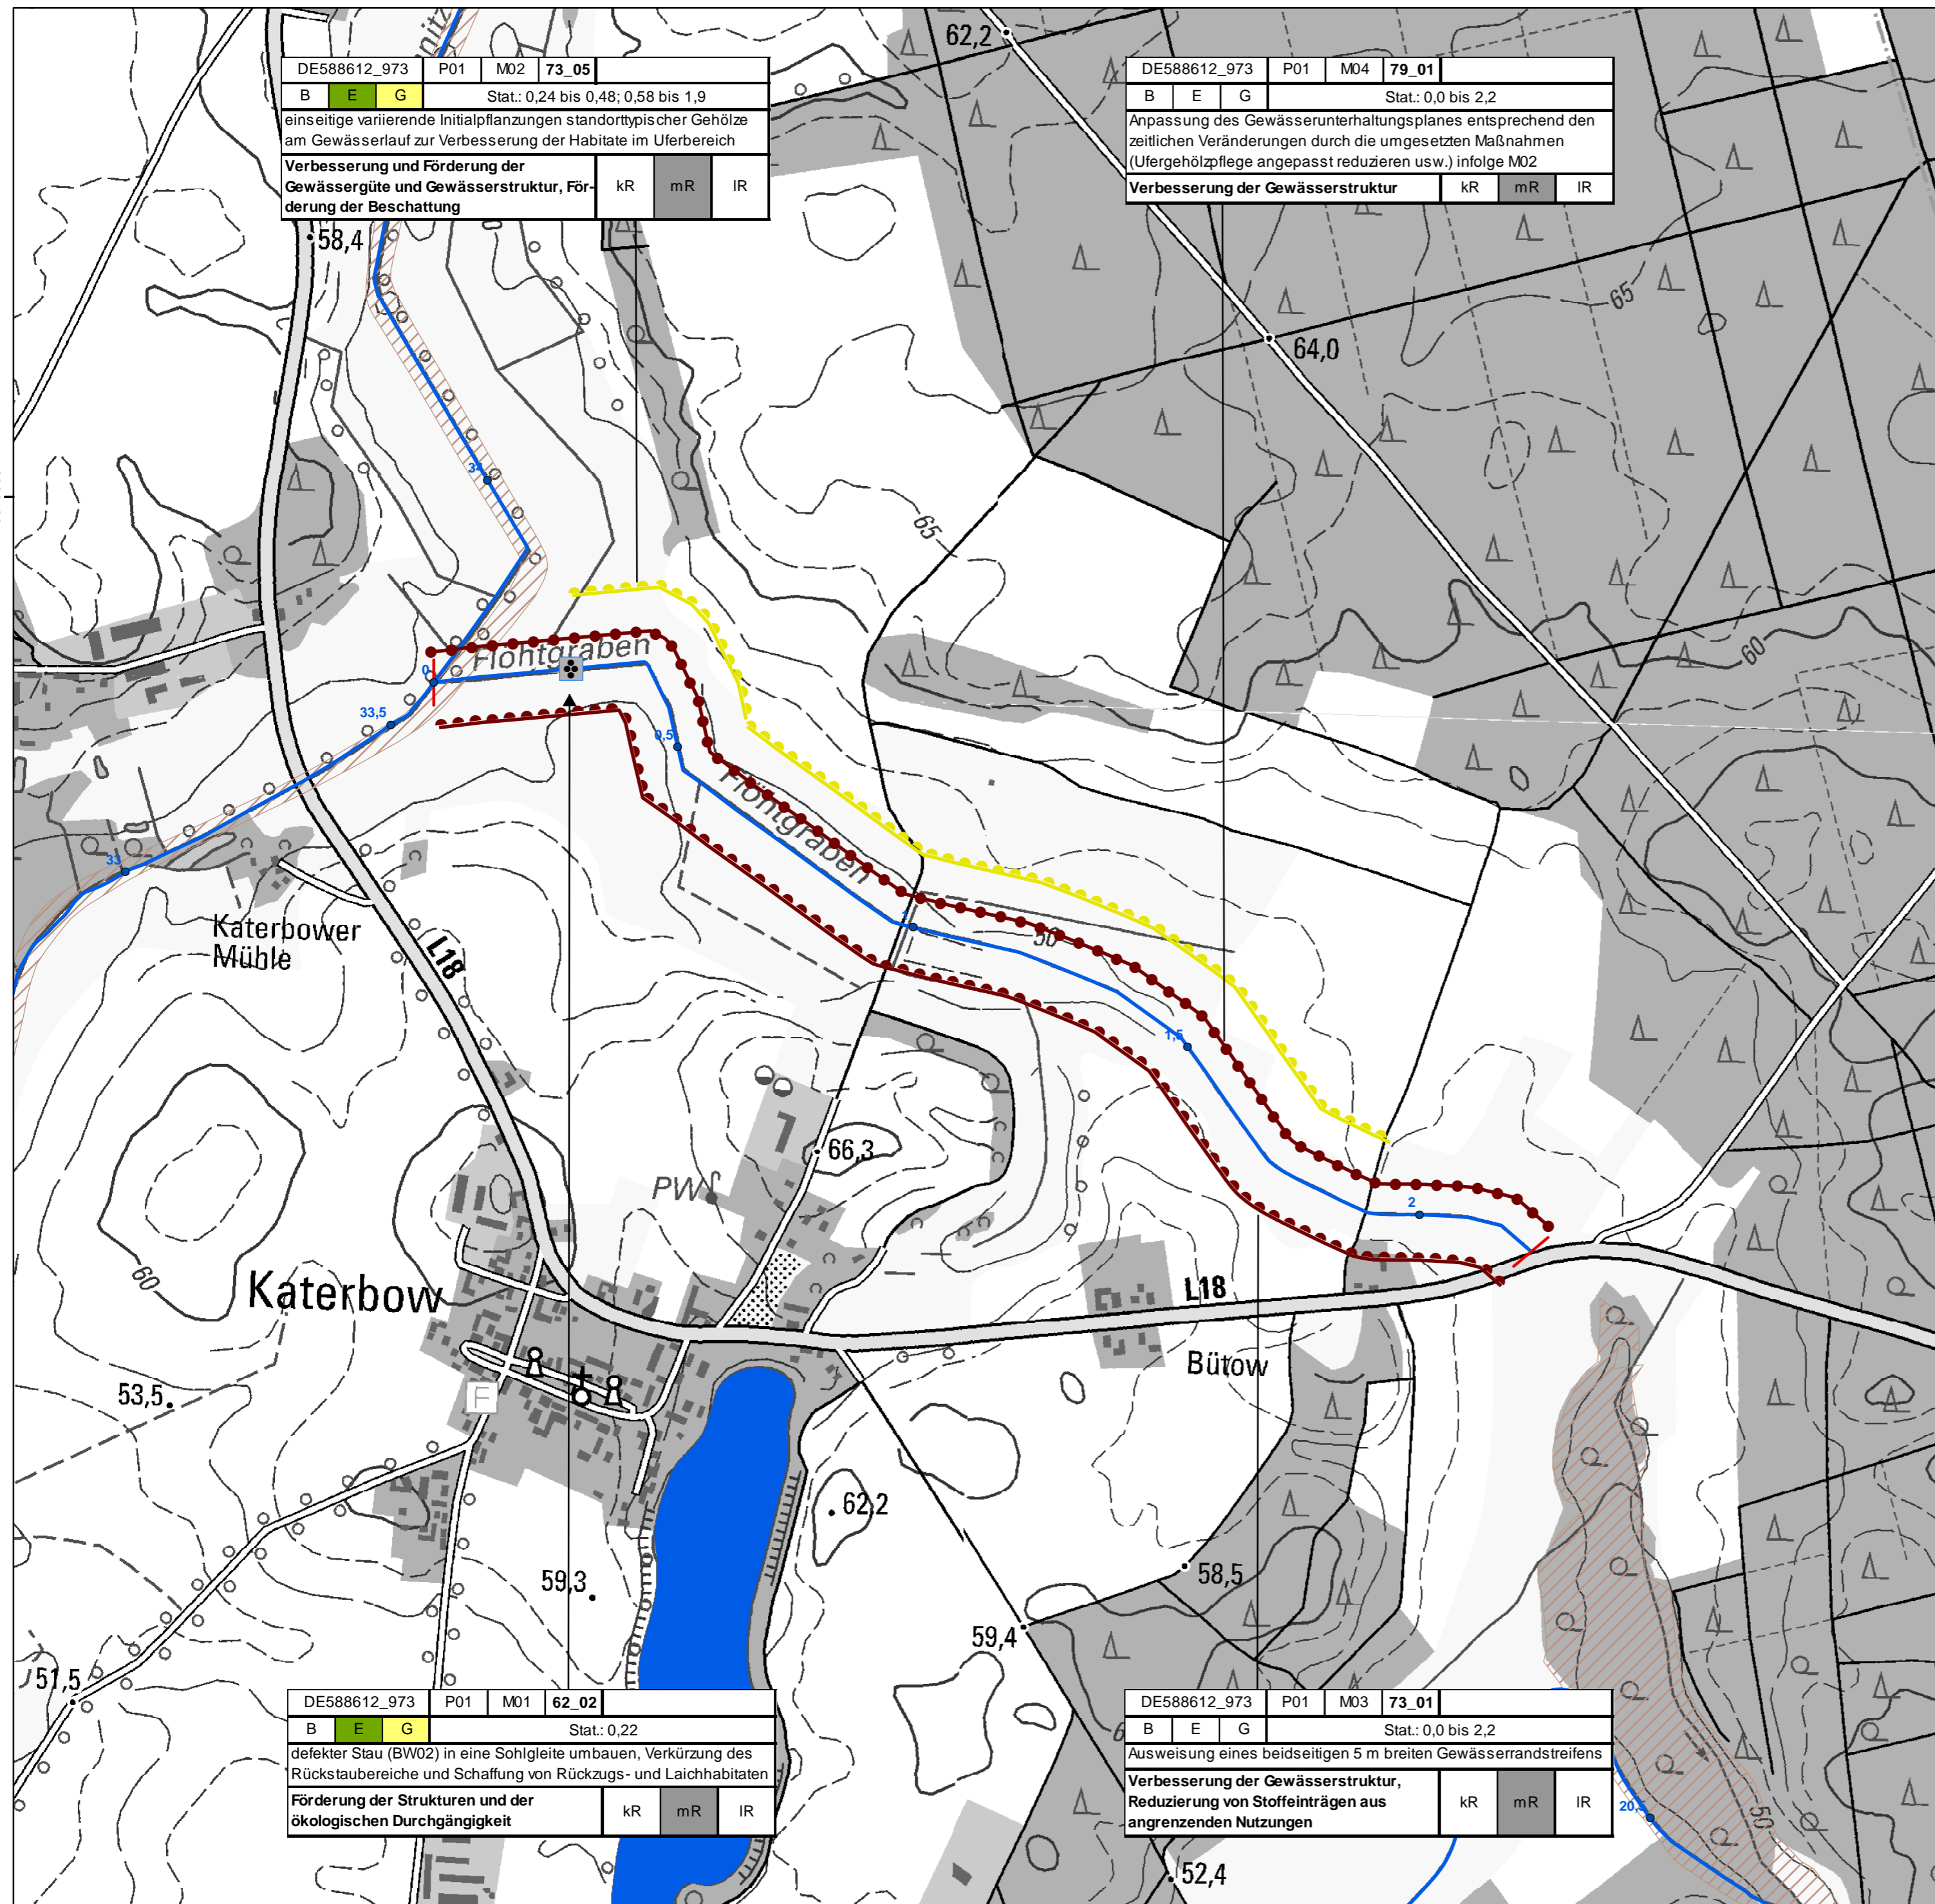 nitz
62,2
DE588612_973 P01 M02 73_05
B E G Stat.: 0,24 bis 0,48; 0,58 bis 1,9
einseitige variierende Initialpflanzungen standorttypischer Gehölze
am Gewässerlauf zur Verbesserung der Habitate im Uferbereich
Verbesserung und Förderung der
Gewässergüte und Gewässerstruktur, För-
derung der Beschattung
kR mR lR
DE588612_973 P01 M04 79_01
B E G Stat.: 0,0 bis 2,2
Anpassung des Gewässerunterhaltungsplanes entsprechend den
zeitlichen Veränderungen durch die umgesetzten Maßnahmen
(Ufergehölzpflege angepasst reduzieren usw.) infolge M02
Verbesserung der Gewässerstruktur kR mR lR
58,4
65
64,0
34
65
60
Flöhtgraben
0
33,5
0,5
Flöhtgraben
33
Katerbower
Mühle
L18
1
50
1,5
66,3
PW
2
60
Katerbow
L18
Bütow
53,5
F
62,2
59,3
58,5
59,4
51,5
DE588612_973 P01 M01 62_02
B E G Stat.: 0,22
defekter Stau (BW02) in eine Sohlgleite umbauen, Verkürzung des
Rückstaubereiche und Schaffung von Rückzugs- und Laichhabitaten
Förderung der Strukturen und der
ökologischen Durchgängigkeit
kR mR lR
DE588612_973 P01 M03 73_01
B E G Stat.: 0,0 bis 2,2
Ausweisung eines beidseitigen 5 m breiten Gewässerrandstreifens
Verbesserung der Gewässerstruktur,
Reduzierung von Stoffeinträgen aus
angrenzenden Nutzungen
kR mR lR
20,5
50
52,4